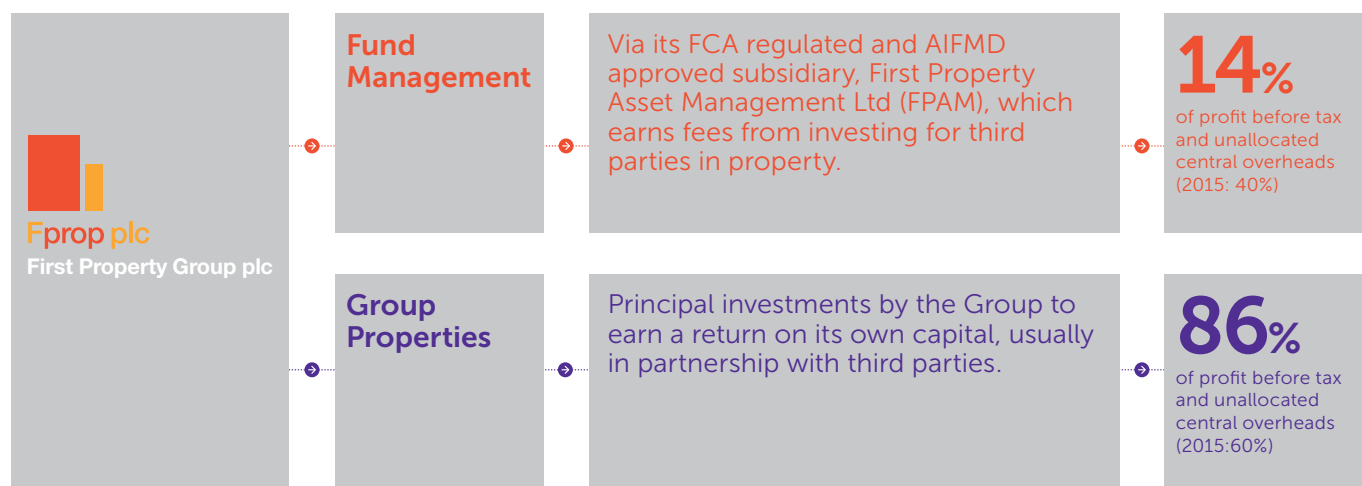 Fprop plc
First Property Group plc
Fund
Management
Via its FCA regulated and AIFMD
approved subsidiary, First Property
Asset Management Ltd (FPAM), which
earns fees from investing for third
parties in property.
14%
of profit before tax
and unallocated
central overheads
(2015: 40%)
Group
Properties
Principal investments by the Group to
earn a return on its own capital, usually
in partnership with third parties.
86%
of profit before tax
and unallocated
central overheads
(2015:60%)